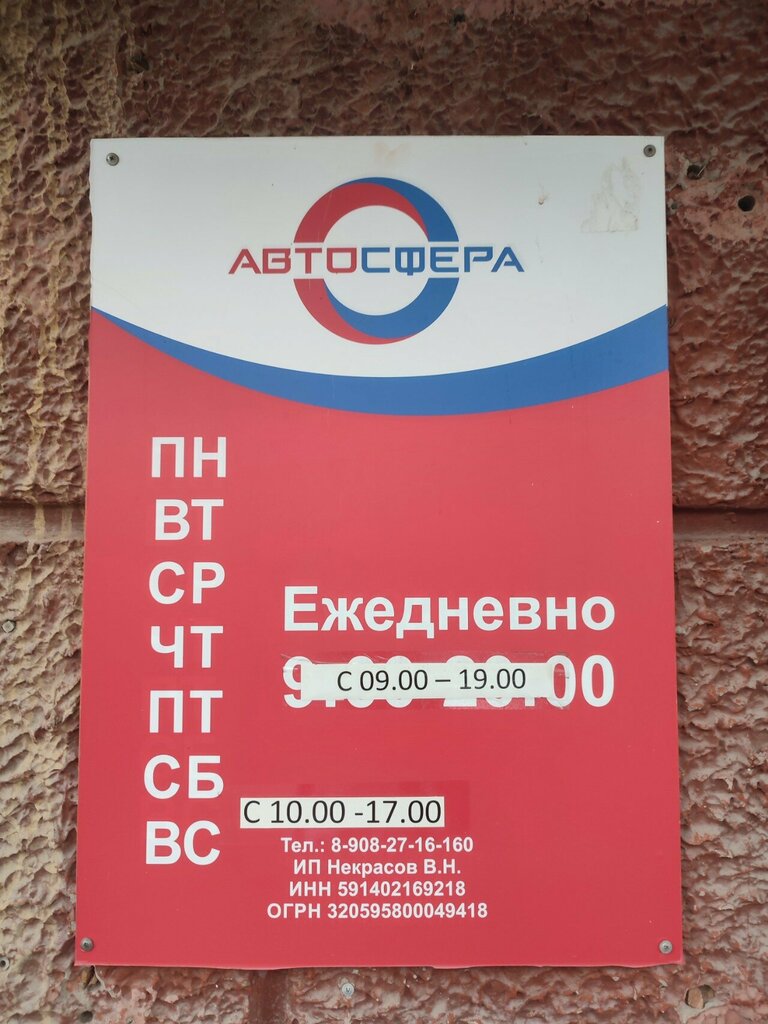 АВТОСФЕРА
ПН
ВТ
СР
ЧТ
ПТ
СБ
ВС
Ежедневно
С 09.00 – 19.00
С 10.00 -17.00
Тел.: 8-908-27-16-160
ИП Некрасов В.Н.
ИНН 591402169218
ОГРН 320595800049418